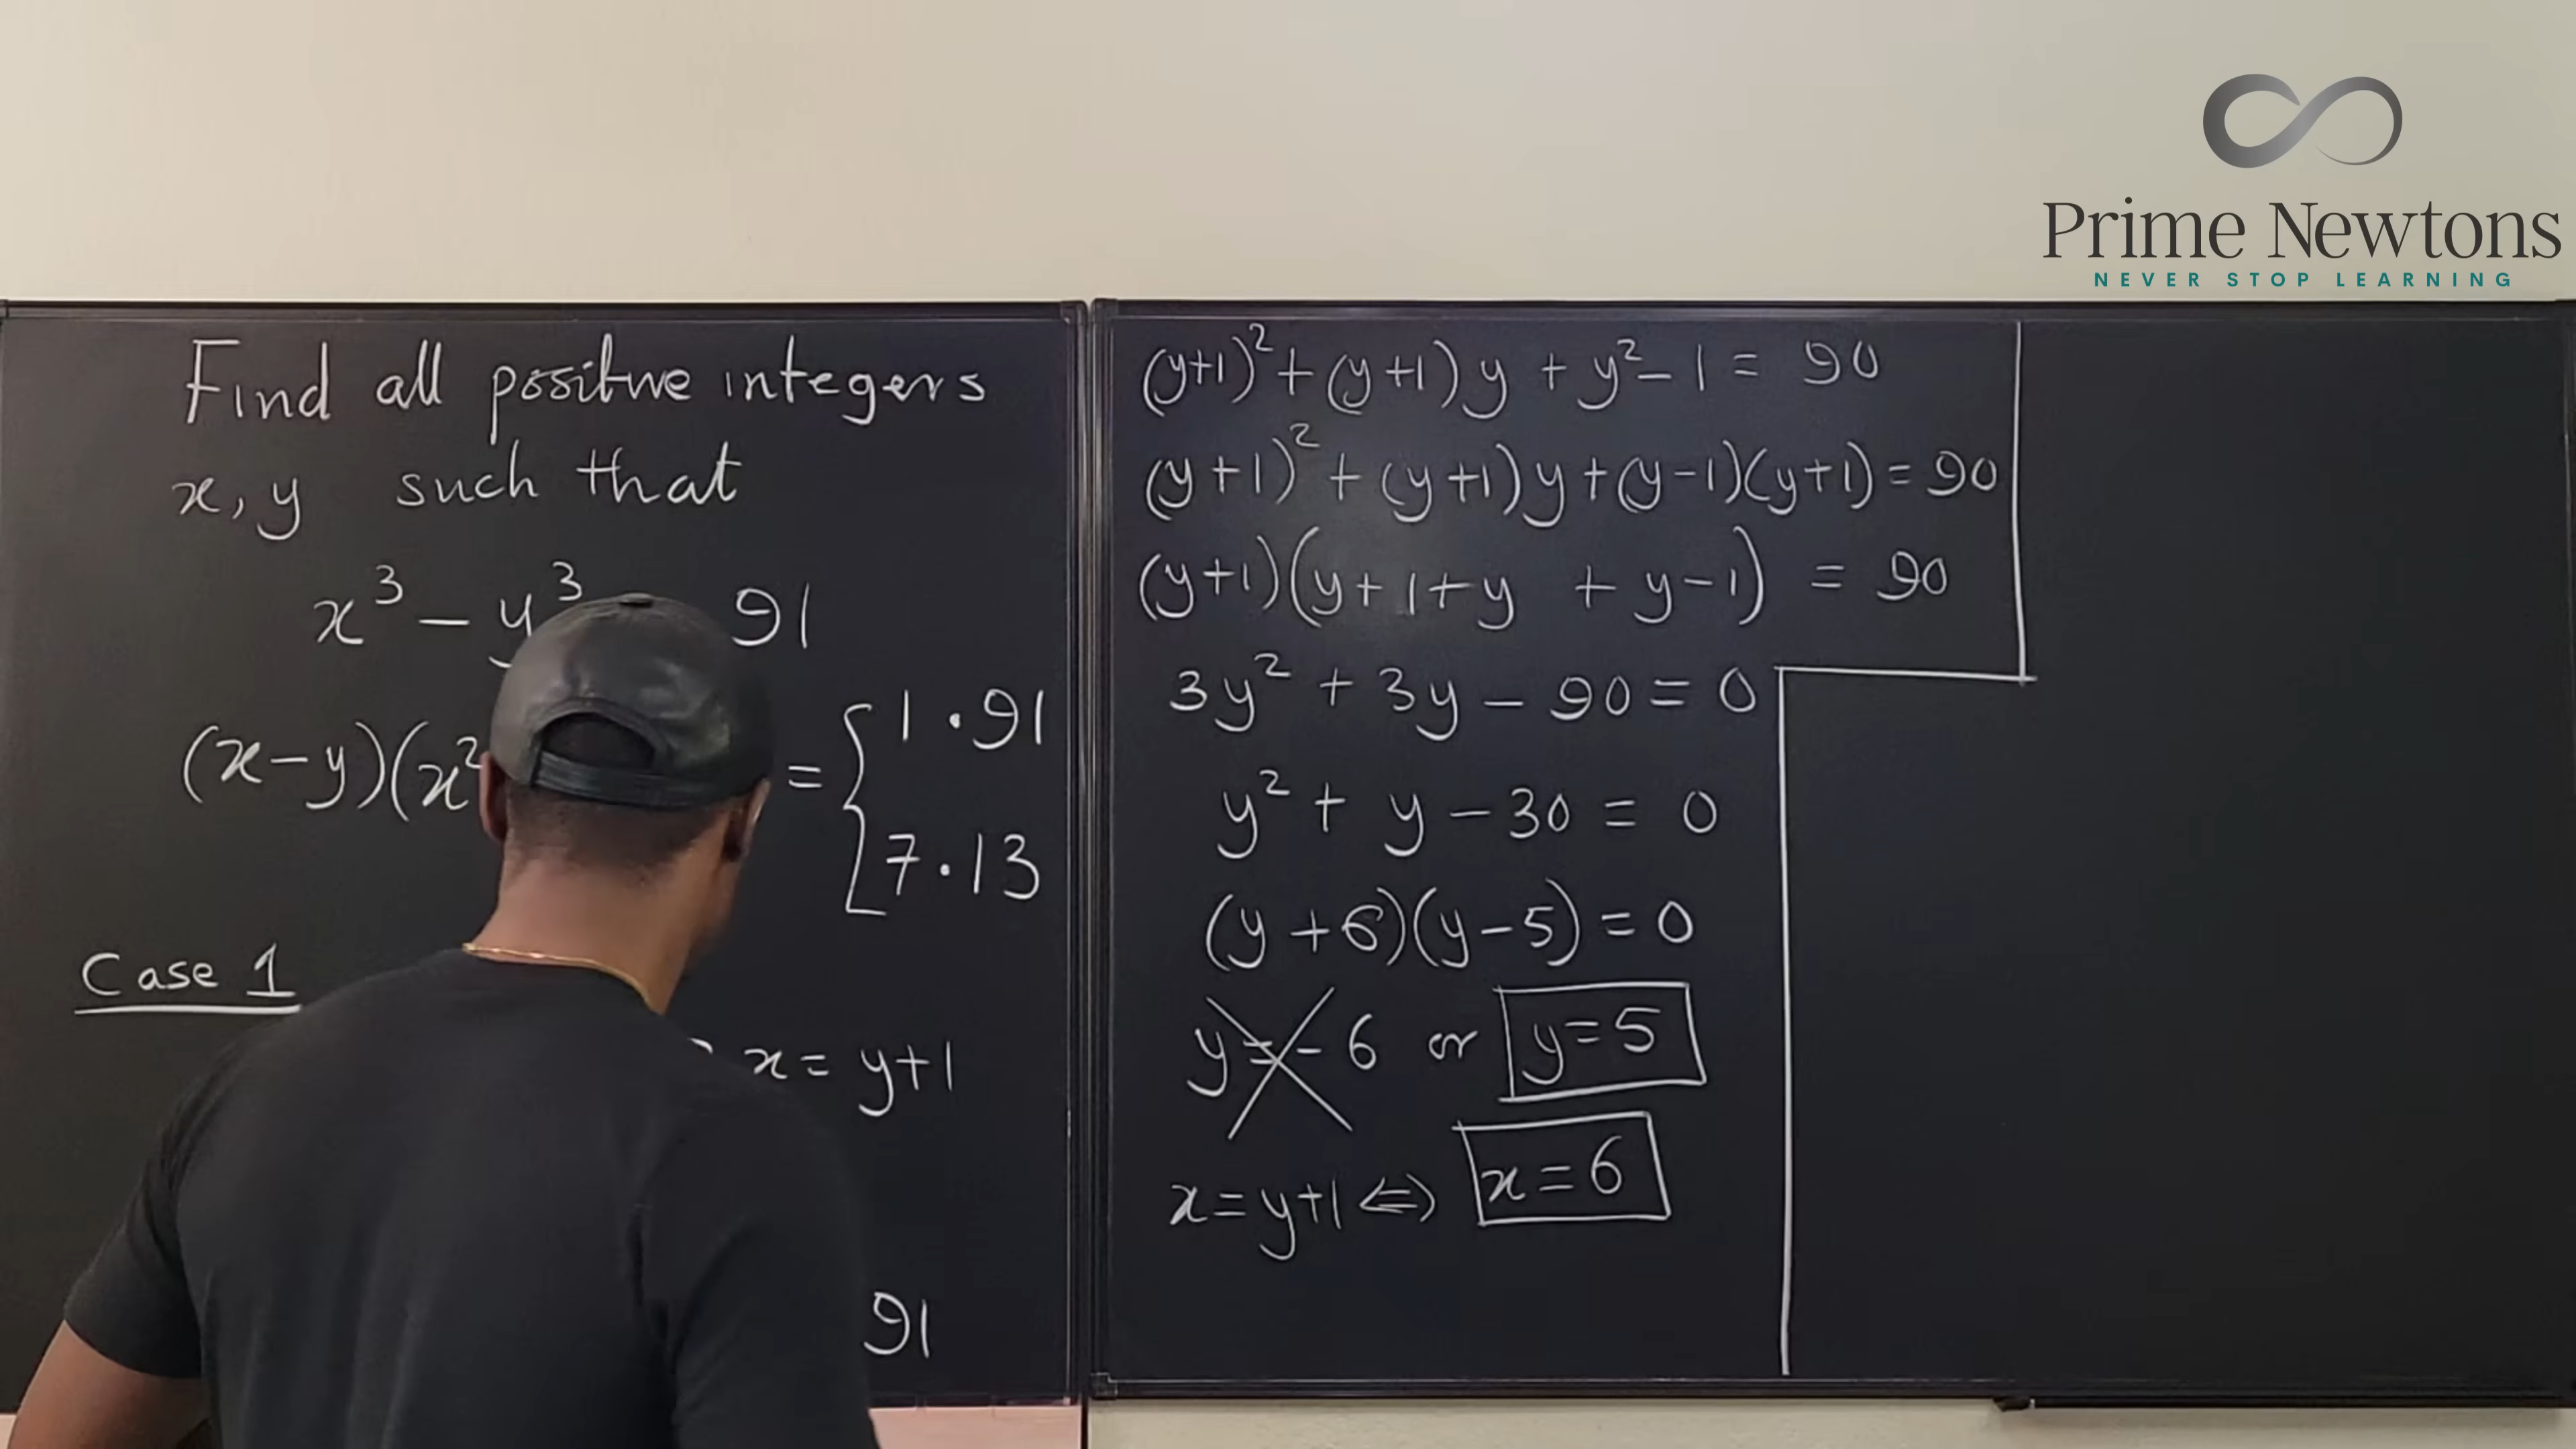 Prime Newtons
NEVER STOP LEARNING
Find all positive integers
x, y such that
x³ − y³ 91
(x−y)(x² = { 1 · 91
7 · 13
Case 1
x = y+1
91
(y+1)² + (y+1)y + y² − 1 = 90
(y+1)² + (y+1)y + (y−1)(y+1) = 90
(y+1)(y+1+y + y−1) = 90
3y² + 3y − 90 = 0
y² + y − 30 = 0
(y+6)(y−5) = 0
y = −6 or y = 5
x = y+1 ⇔ x = 6